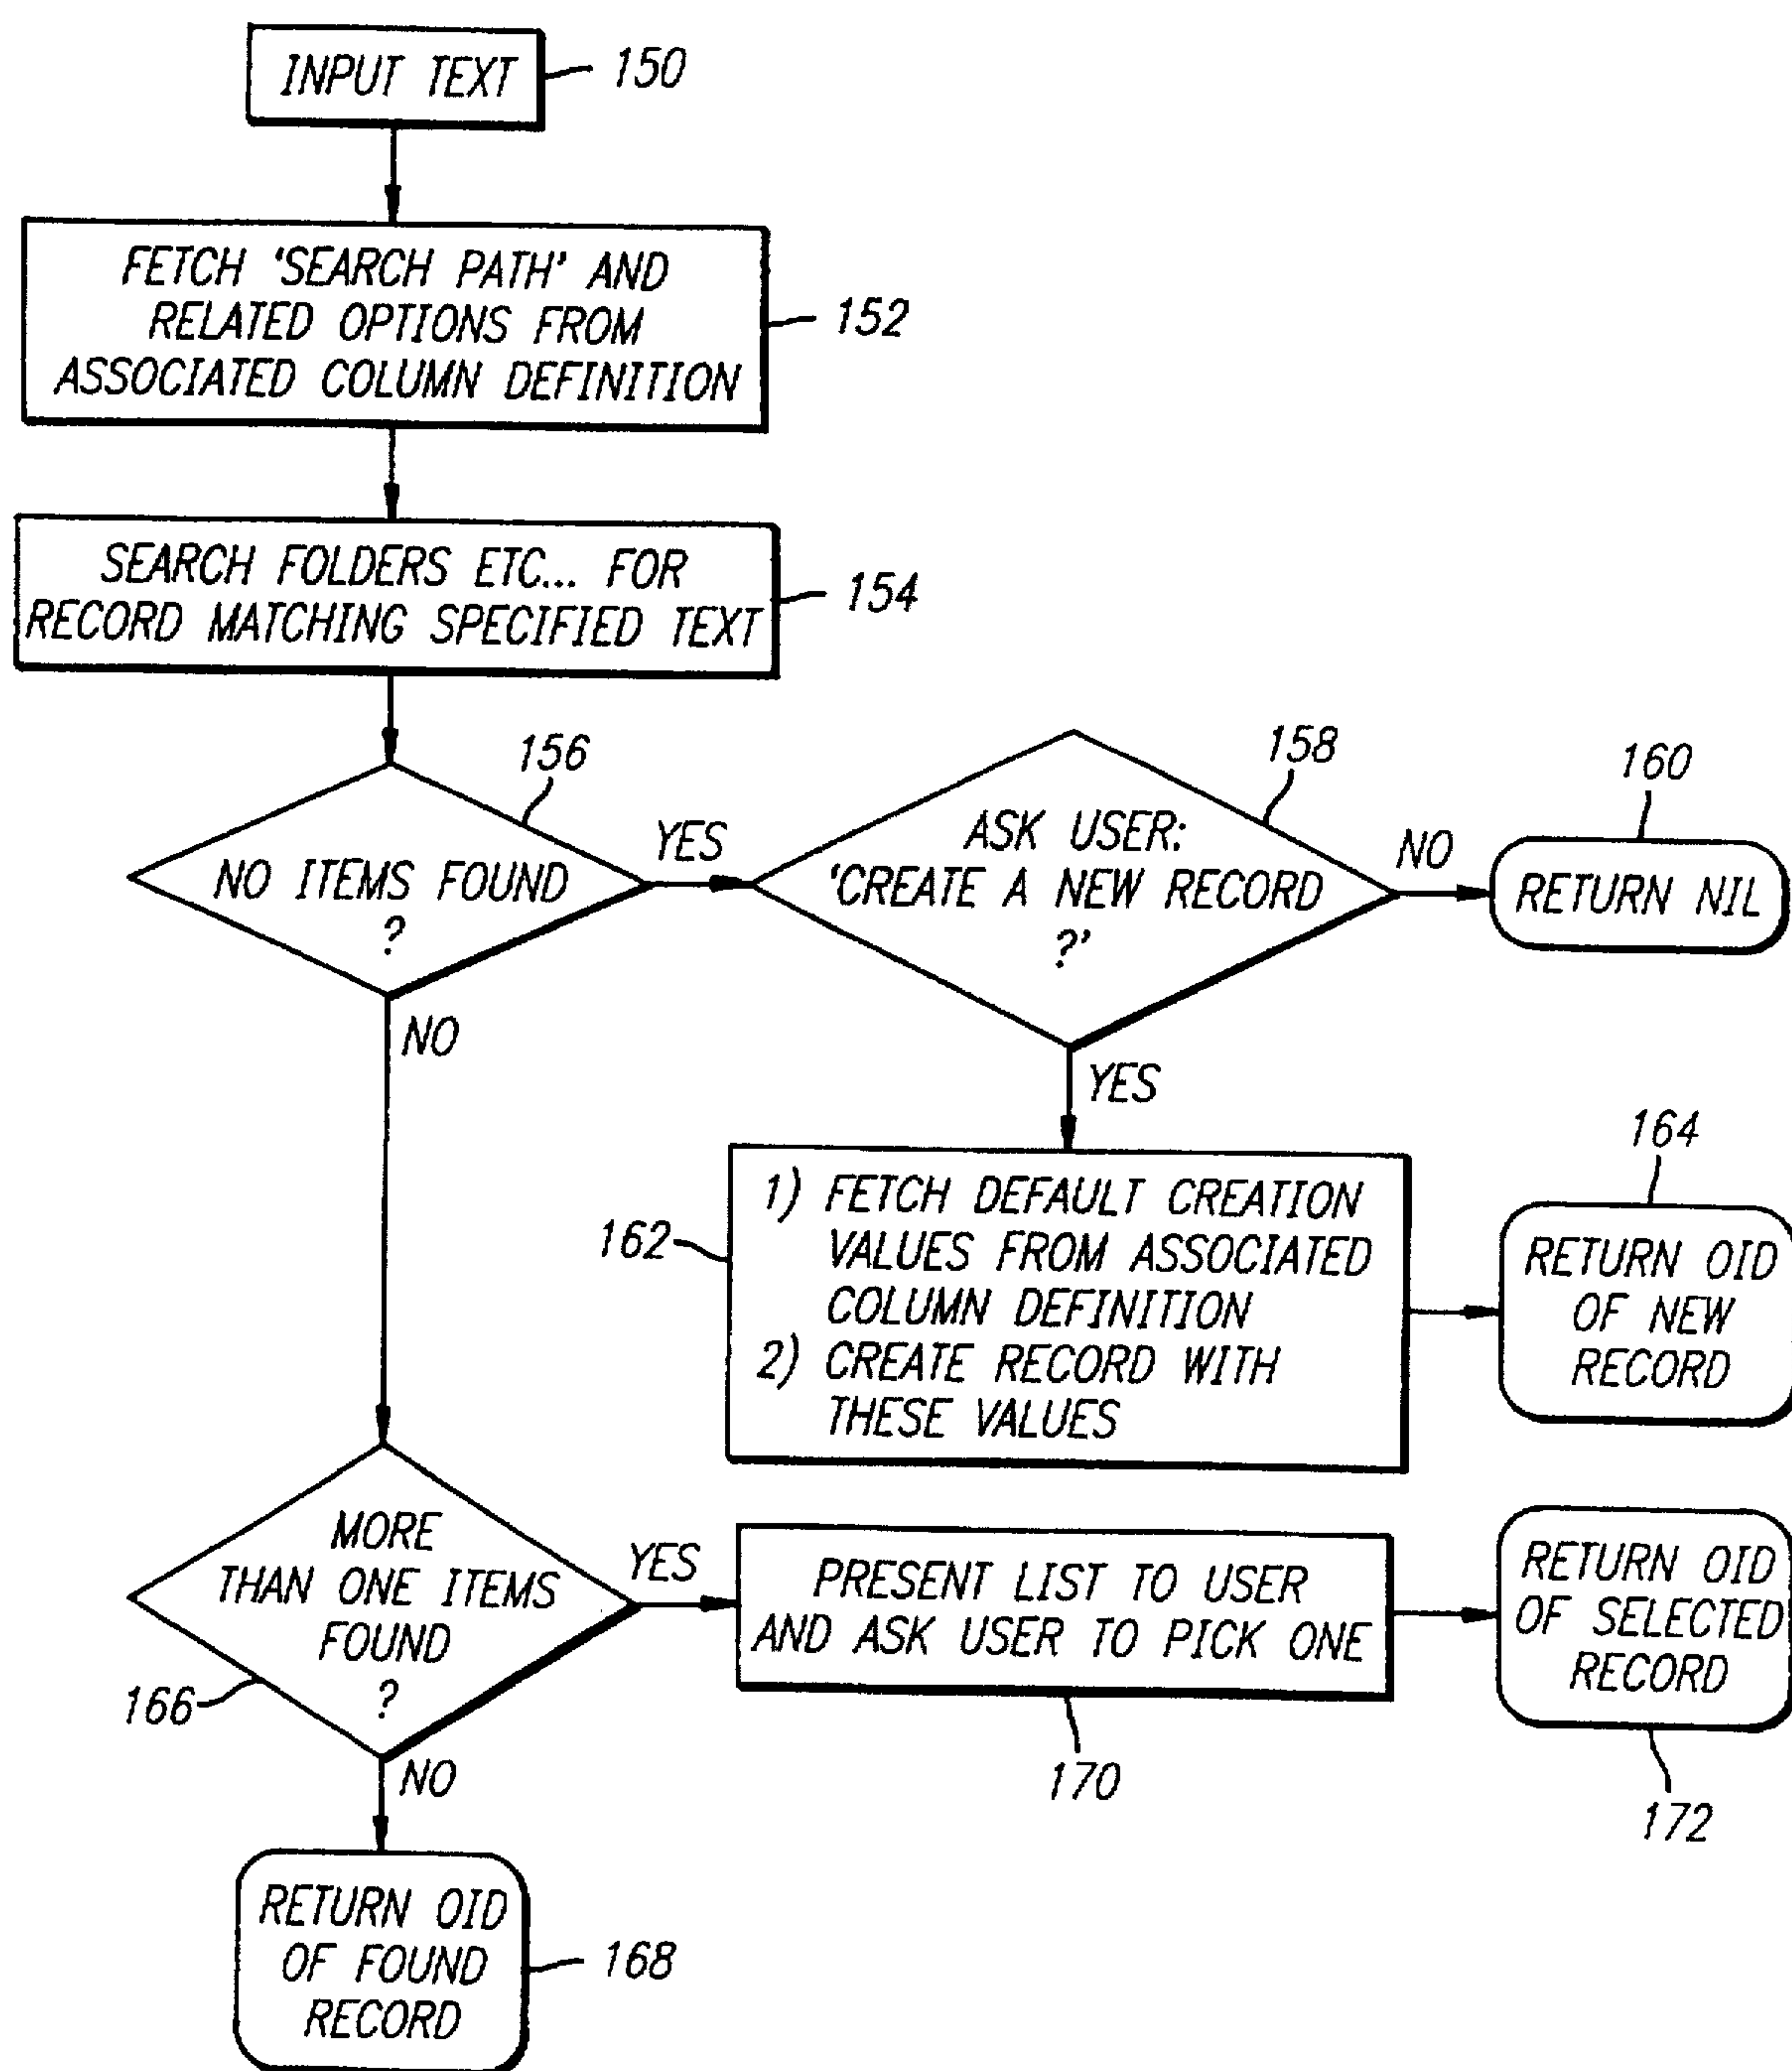 INPUT TEXT
150
FETCH 'SEARCH PATH' AND
RELATED OPTIONS FROM
ASSOCIATED COLUMN DEFINITION
152
SEARCH FOLDERS ETC... FOR
RECORD MATCHING SPECIFIED TEXT
154
156
NO ITEMS FOUND
?
YES
NO
158
ASK USER:
'CREATE A NEW RECORD
?'
NO
YES
160
RETURN NIL
162
1) FETCH DEFAULT CREATION
VALUES FROM ASSOCIATED
COLUMN DEFINITION
2) CREATE RECORD WITH
THESE VALUES
164
RETURN OID
OF NEW
RECORD
MORE
THAN ONE ITEMS
FOUND
?
166
YES
NO
PRESENT LIST TO USER
AND ASK USER TO PICK ONE
170
RETURN OID
OF SELECTED
RECORD
172
RETURN OID
OF FOUND
RECORD
168